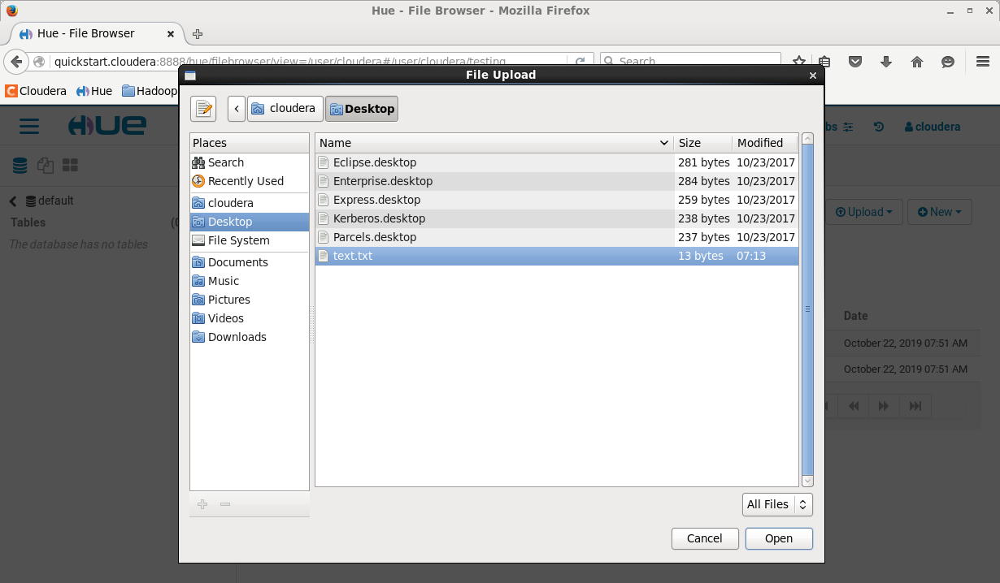 Hue - File Browser - Mozilla Firefox
Hue - File Browser
quickstart.cloudera:8888/hue/filebrowser/view=/user/cloudera#/user/cloudera/testing
Search
Cloudera Hue Hadoop
File Upload
cloudera Desktop
HUE
bs cloudera
Places
Search
Recently Used
cloudera
Desktop
File System
Documents
Music
Pictures
Videos
Downloads
Name Size Modified
Eclipse.desktop 281 bytes 10/23/2017
Enterprise.desktop 284 bytes 10/23/2017
Express.desktop 259 bytes 10/23/2017
Kerberos.desktop 238 bytes 10/23/2017
Parcels.desktop 237 bytes 10/23/2017
text.txt 13 bytes 07:13
default
Tables (
The database has no tables
Upload New
Date
October 22, 2019 07:51 AM
October 22, 2019 07:51 AM
All Files
Cancel Open